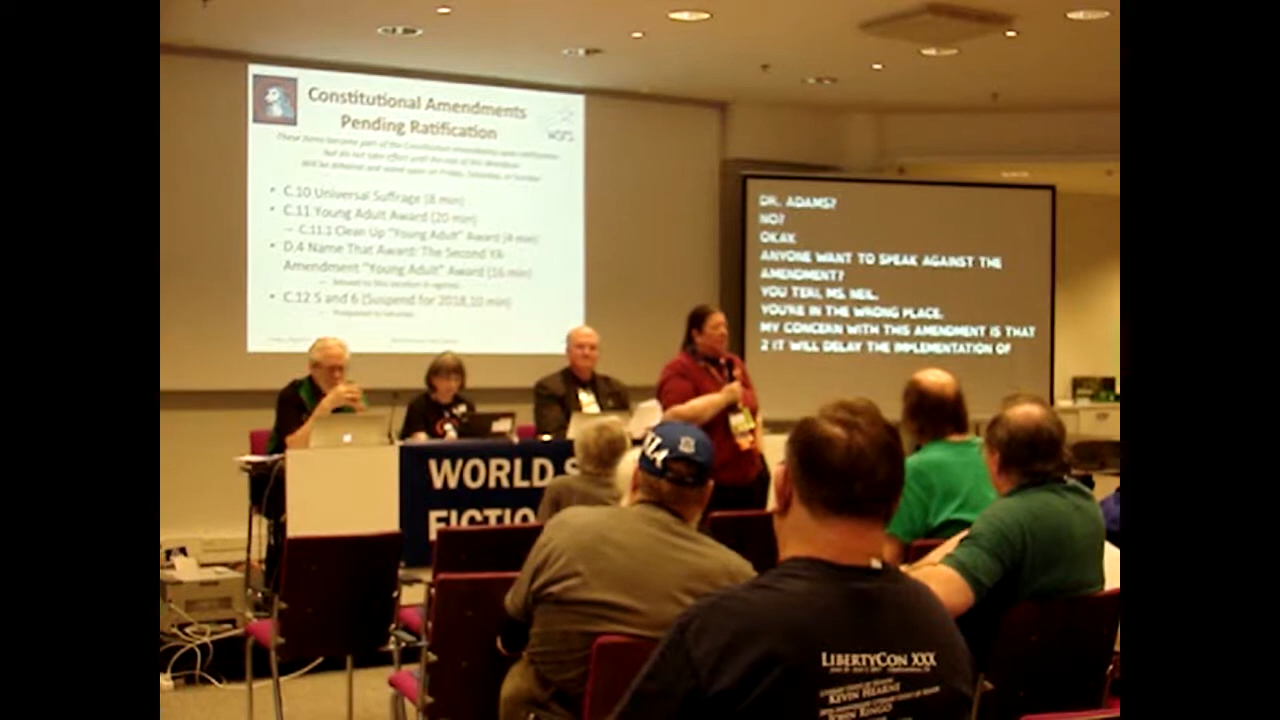 Constitutional Amendments
Pending Ratification
• C.10 Universal Suffrage (8 min)
• C.11 Young Adult Award (20 min)
– C.11.1 Clean Up "Young Adult" Award (4 min)
• D.4 Name That Award: The Second YA
Amendment "Young Adult" Award (16 min)
• C.12 5 and 6 (Suspend for 2018,10 min)
DR. ADAMS?
NO?
OKAY.
ANYONE WANT TO SPEAK AGAINST THE
AMENDMENT?
YOU TERI, MS. NEIL.
YOU'RE IN THE WRONG PLACE.
MY CONCERN WITH THIS AMENDMENT IS THAT
2 IT WILL DELAY THE IMPLEMENTATION OF
WORLD S
FICTIO
LIBERTYCON XXX
KEVIN HEARNE
JOHN RINGO